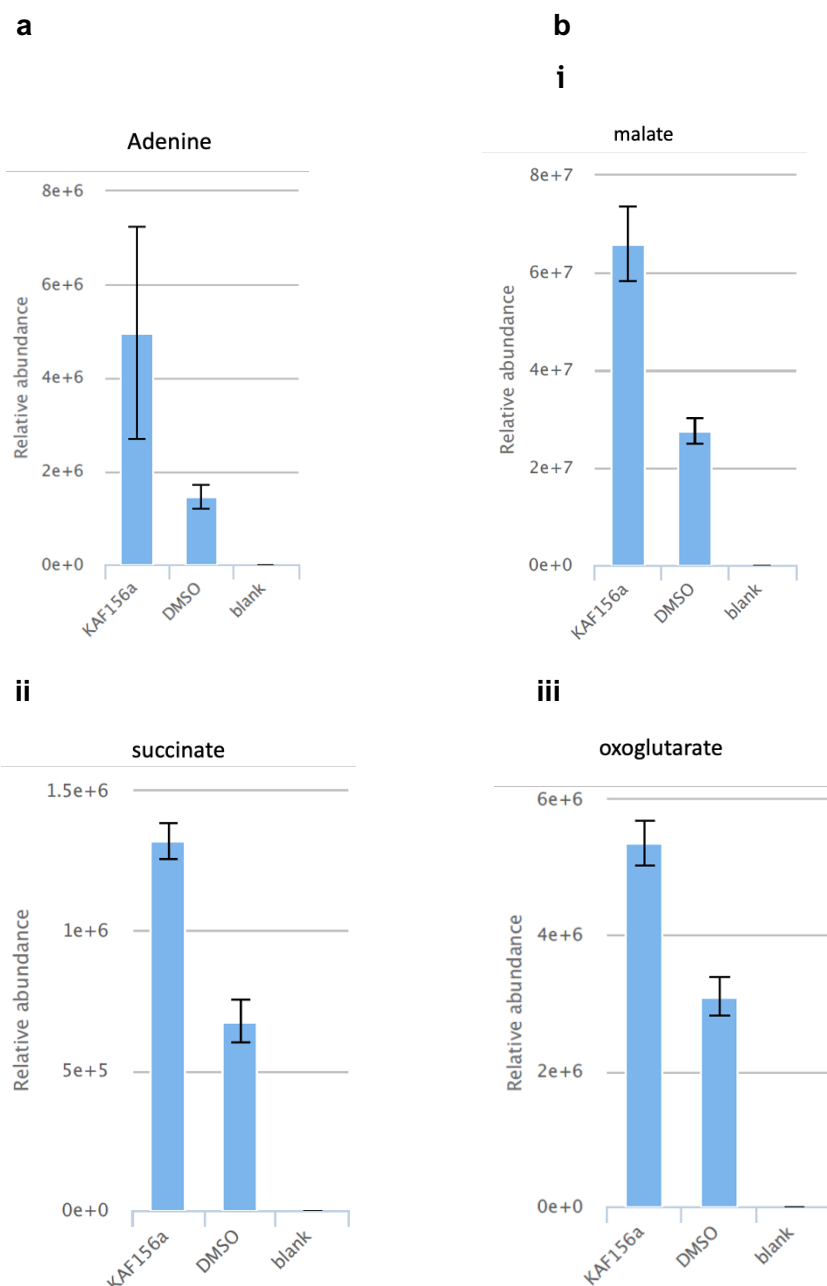 a
Adenine
Relative abundance
8e+6
6e+6
4e+6
2e+6
0e+0
KAF156a
DMSO
blank
b
i
malate
Relative abundance
8e+7
6e+7
4e+7
2e+7
0e+0
KAF156a
DMSO
blank
ii
succinate
Relative abundance
1.5e+6
1e+6
5e+5
0e+0
KAF156a
DMSO
blank
iii
oxoglutarate
Relative abundance
6e+6
4e+6
2e+6
0e+0
KAF156a
DMSO
blank